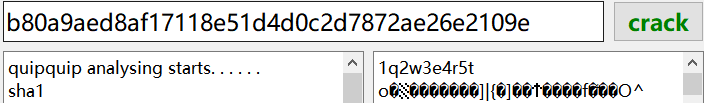 b80a9aed8af17118e51d4d0c2d7872ae26e2109e
crack
quipquip analysing starts. . . . . .
sha1
1q2w3e4r5t